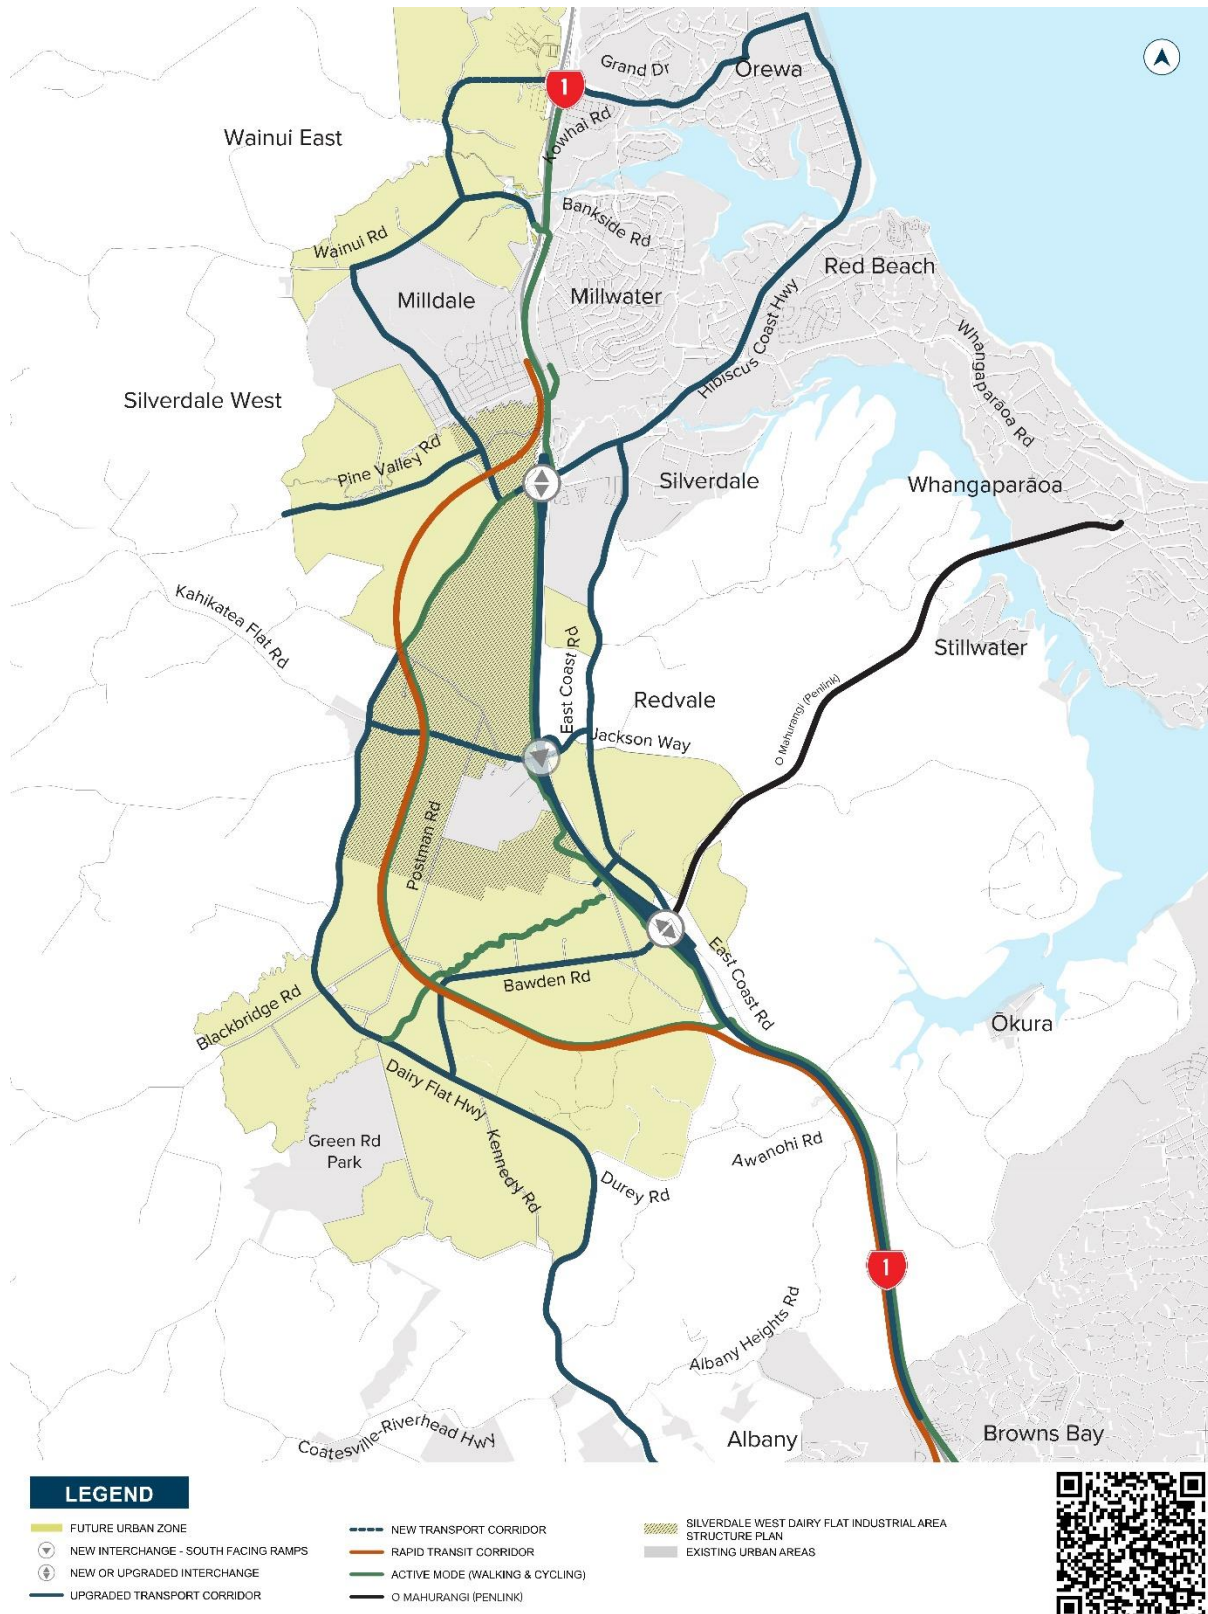 Grand Dr
Ōrewa
1
Wainui East
Kowhai Rd
Bankside Rd
Wainui Rd
Red Beach
Milldale
Millwater
Hibiscus Coast Hwy
Whangaparāoa Rd
Silverdale West
Pine Valley Rd
Silverdale
Whangaparāoa
Kahikatea Flat Rd
East Coast Rd
Stillwater
Redvale
O Mahurangi (Penlink)
Jackson Way
Postman Rd
East Coast Rd
Bawden Rd
Blackbridge Rd
Ōkura
Dairy Flat Hwy
Green Rd
Park
Kennedy Rd
Awanohi Rd
Durey Rd
1
Albany Heights Rd
Coatesville-Riverhead Hwy
Albany
Browns Bay
LEGEND
FUTURE URBAN ZONE
NEW INTERCHANGE - SOUTH FACING RAMPS
NEW OR UPGRADED INTERCHANGE
UPGRADED TRANSPORT CORRIDOR
NEW TRANSPORT CORRIDOR
RAPID TRANSIT CORRIDOR
ACTIVE MODE (WALKING & CYCLING)
O MAHURANGI (PENLINK)
SILVERDALE WEST DAIRY FLAT INDUSTRIAL AREA
STRUCTURE PLAN
EXISTING URBAN AREAS